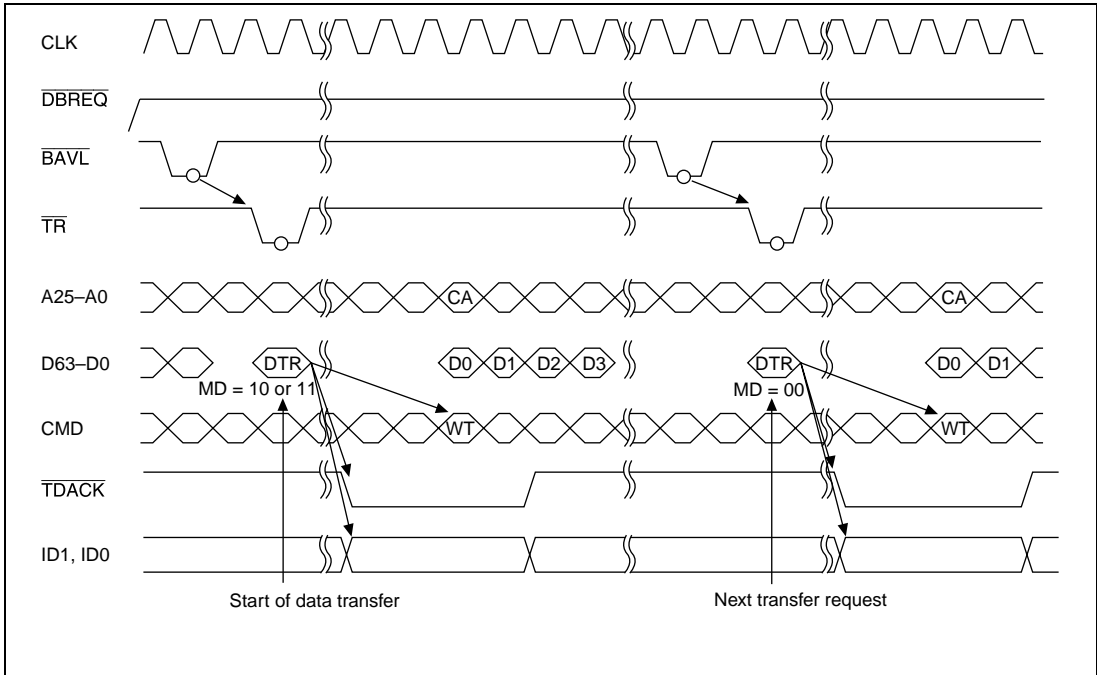 CLK
DBREQ
BAVL
TR
A25–A0 CA CA
D63–D0 DTR D0 D1 D2 D3 DTR D0 D1
MD = 10 or 11 MD = 00
CMD WT WT
TDACK
ID1, ID0
Start of data transfer Next transfer request